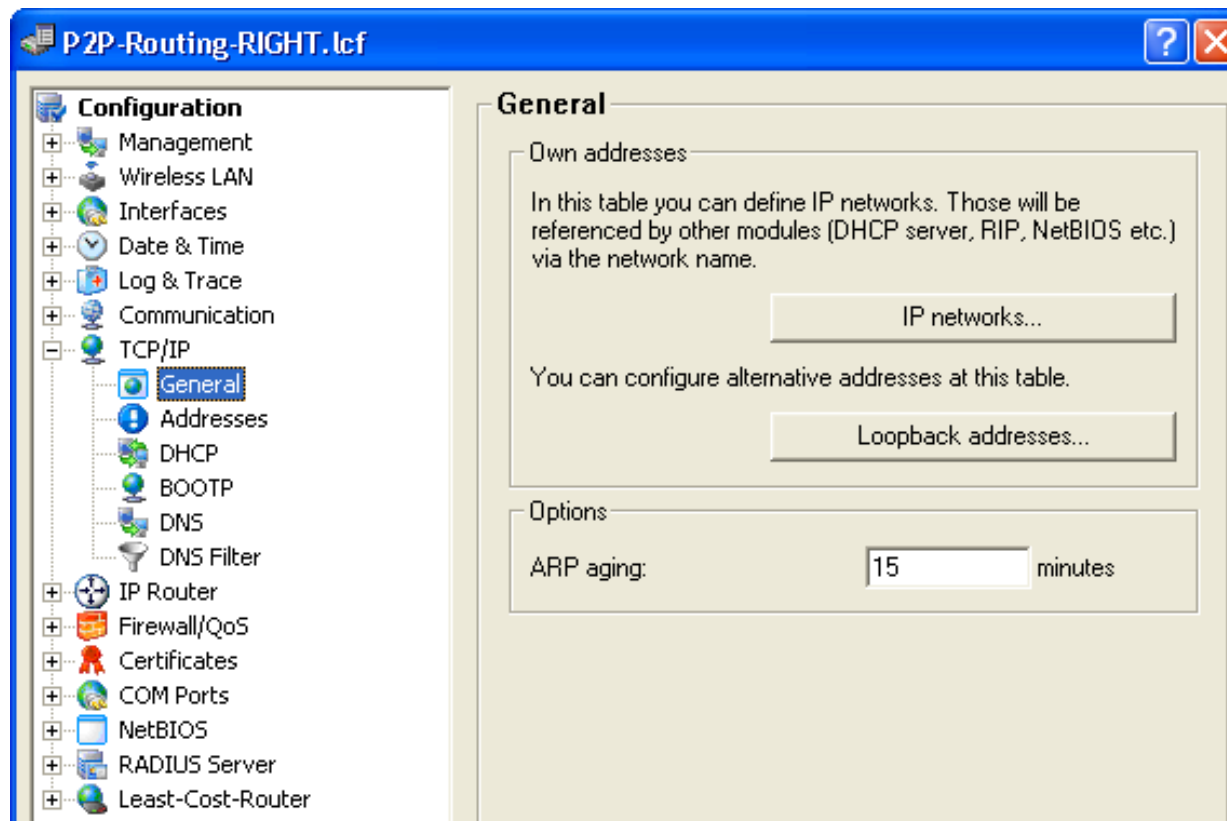 P2P-Routing-RIGHT.lcf
Configuration
Management
Wireless LAN
Interfaces
Date & Time
Log & Trace
Communication
TCP/IP
General
Addresses
DHCP
BOOTP
DNS
DNS Filter
IP Router
Firewall/QoS
Certificates
COM Ports
NetBIOS
RADIUS Server
Least-Cost-Router
General
Own addresses
In this table you can define IP networks. Those will be
referenced by other modules (DHCP server, RIP, NetBIOS etc.)
via the network name.
IP networks...
You can configure alternative addresses at this table.
Loopback addresses...
Options
ARP aging: 15 minutes